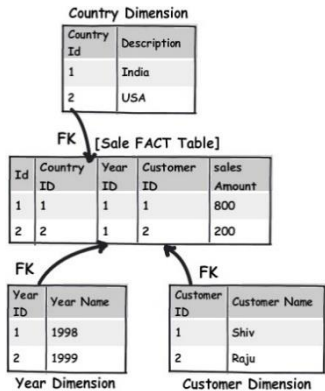 Country Dimension
Country Id Description
1 India
2 USA
FK
[Sale FACT Table]
Id Country ID Year ID Customer ID sales Amount
1 1 1 1 800
2 2 1 2 200
FK
FK
Year ID Year Name
1 1998
2 1999
Year Dimension
Customer ID Customer Name
1 Shiv
2 Raju
Customer Dimension